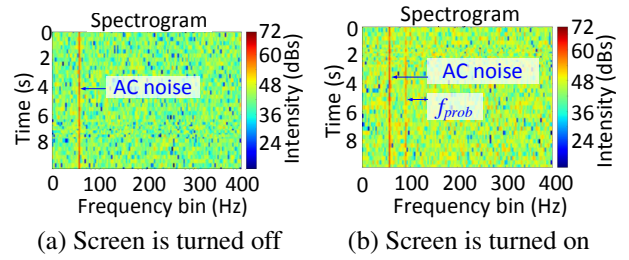 Spectrogram
Time (s)
0
2
4
6
8
AC noise
0 100 200 300 400
Frequency bin (Hz)
72
60
48
36
24
Intensity (dBs)
(a) Screen is turned off
Spectrogram
Time (s)
0
2
4
6
8
AC noise
f_prob
0 100 200 300 400
Frequency bin (Hz)
72
60
48
36
24
Intensity (dBs)
(b) Screen is turned on